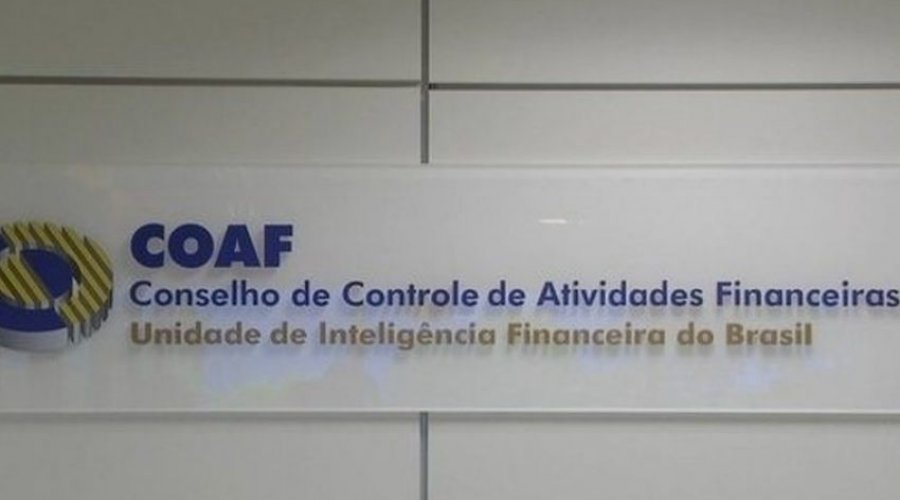 COAF
Conselho de Controle de Atividades Financeiras
Unidade de Inteligência Financeira do Brasil